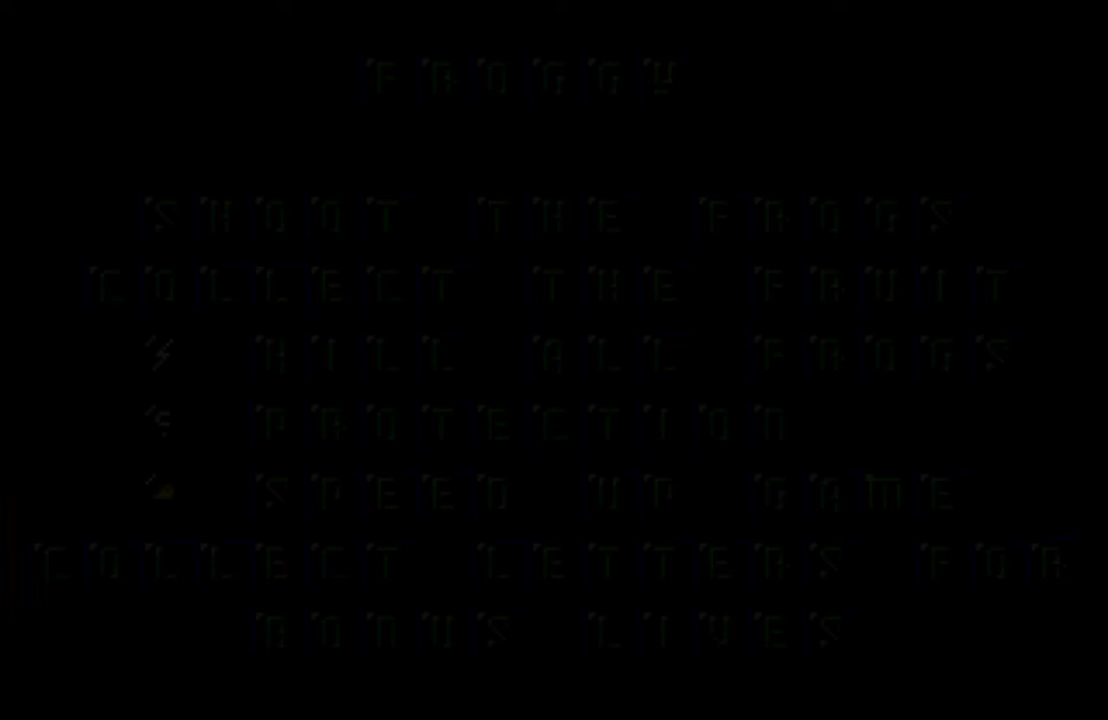 FROGGY
SHOOT THE FROGS
COLLECT THE FRUIT
KILL ALL FROGS
PROTECTION
SPEED UP GAME
COLLECT LETTERS FOR
BONUS LIVES